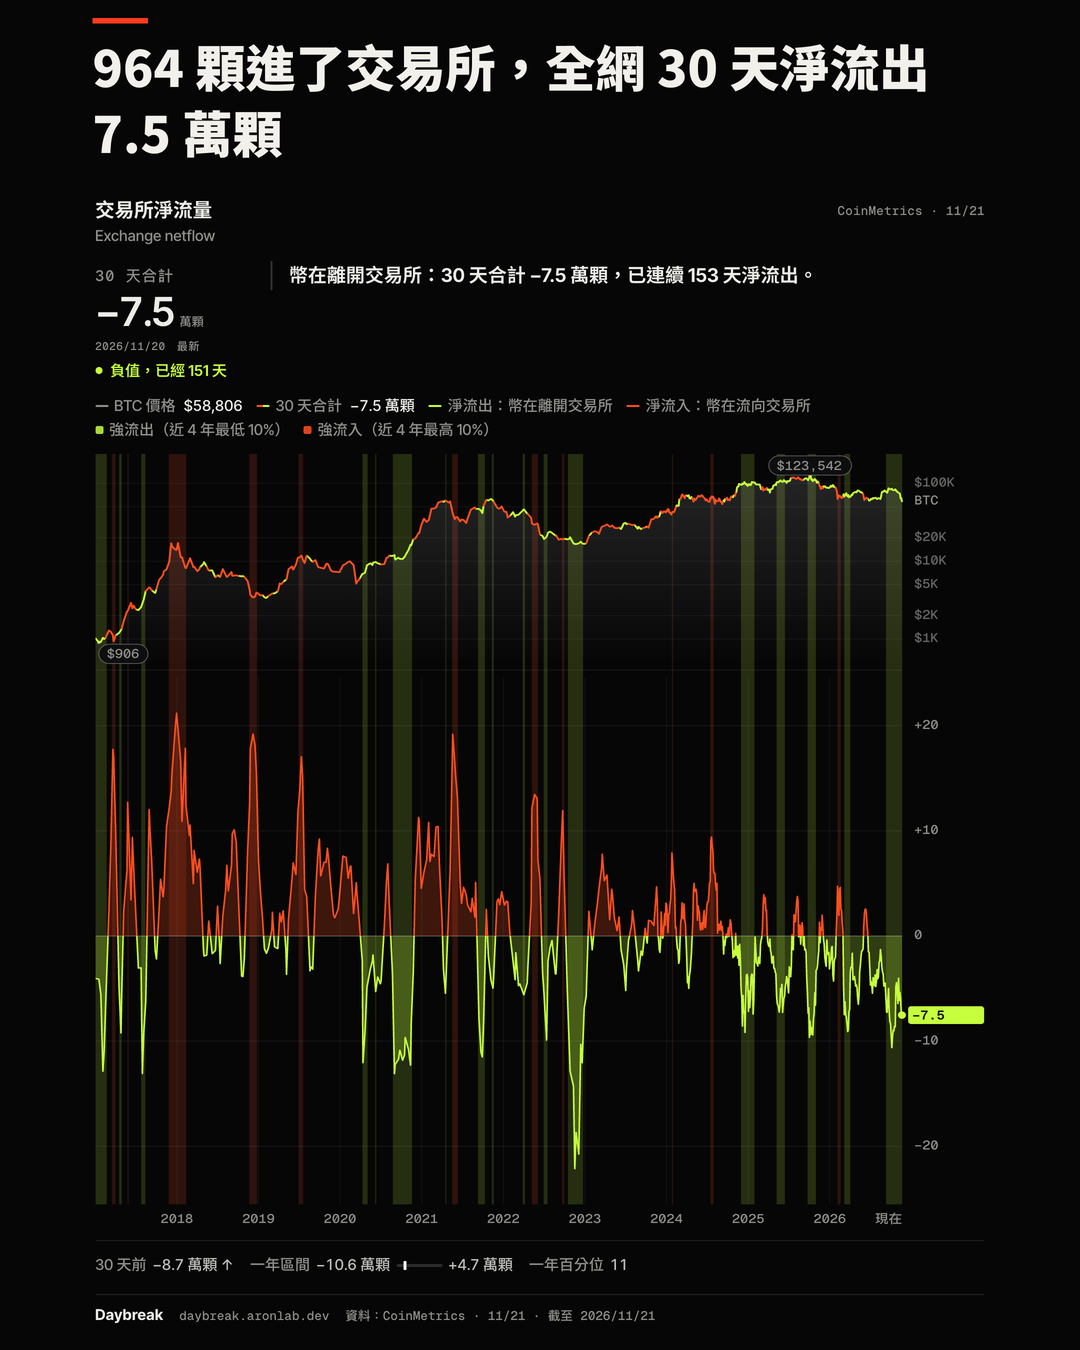 964 顆進了交易所，全網 30 天淨流出
7.5 萬顆
交易所淨流量
CoinMetrics · 11/21
Exchange netflow
30 天合計
幣在離開交易所：30 天合計 −7.5 萬顆，已連續 153 天淨流出。
−7.5 萬顆
2026/11/20 最新
負值，已經 151 天
BTC 價格 $58,806 30 天合計 −7.5 萬顆 淨流出：幣在離開交易所 淨流入：幣在流向交易所
強流出（近 4 年最低 10%） 強流入（近 4 年最高 10%）
$123,542
$100K
BTC
$20K
$10K
$5K
$2K
$1K
$906
+20
+10
0
−7.5
−10
−20
2018 2019 2020 2021 2022 2023 2024 2025 2026 現在
30 天前 −8.7 萬顆 ↑ 一年區間 −10.6 萬顆 +4.7 萬顆 一年百分位 11
Daybreak daybreak.aronlab.dev 資料：CoinMetrics · 11/21 · 截至 2026/11/21